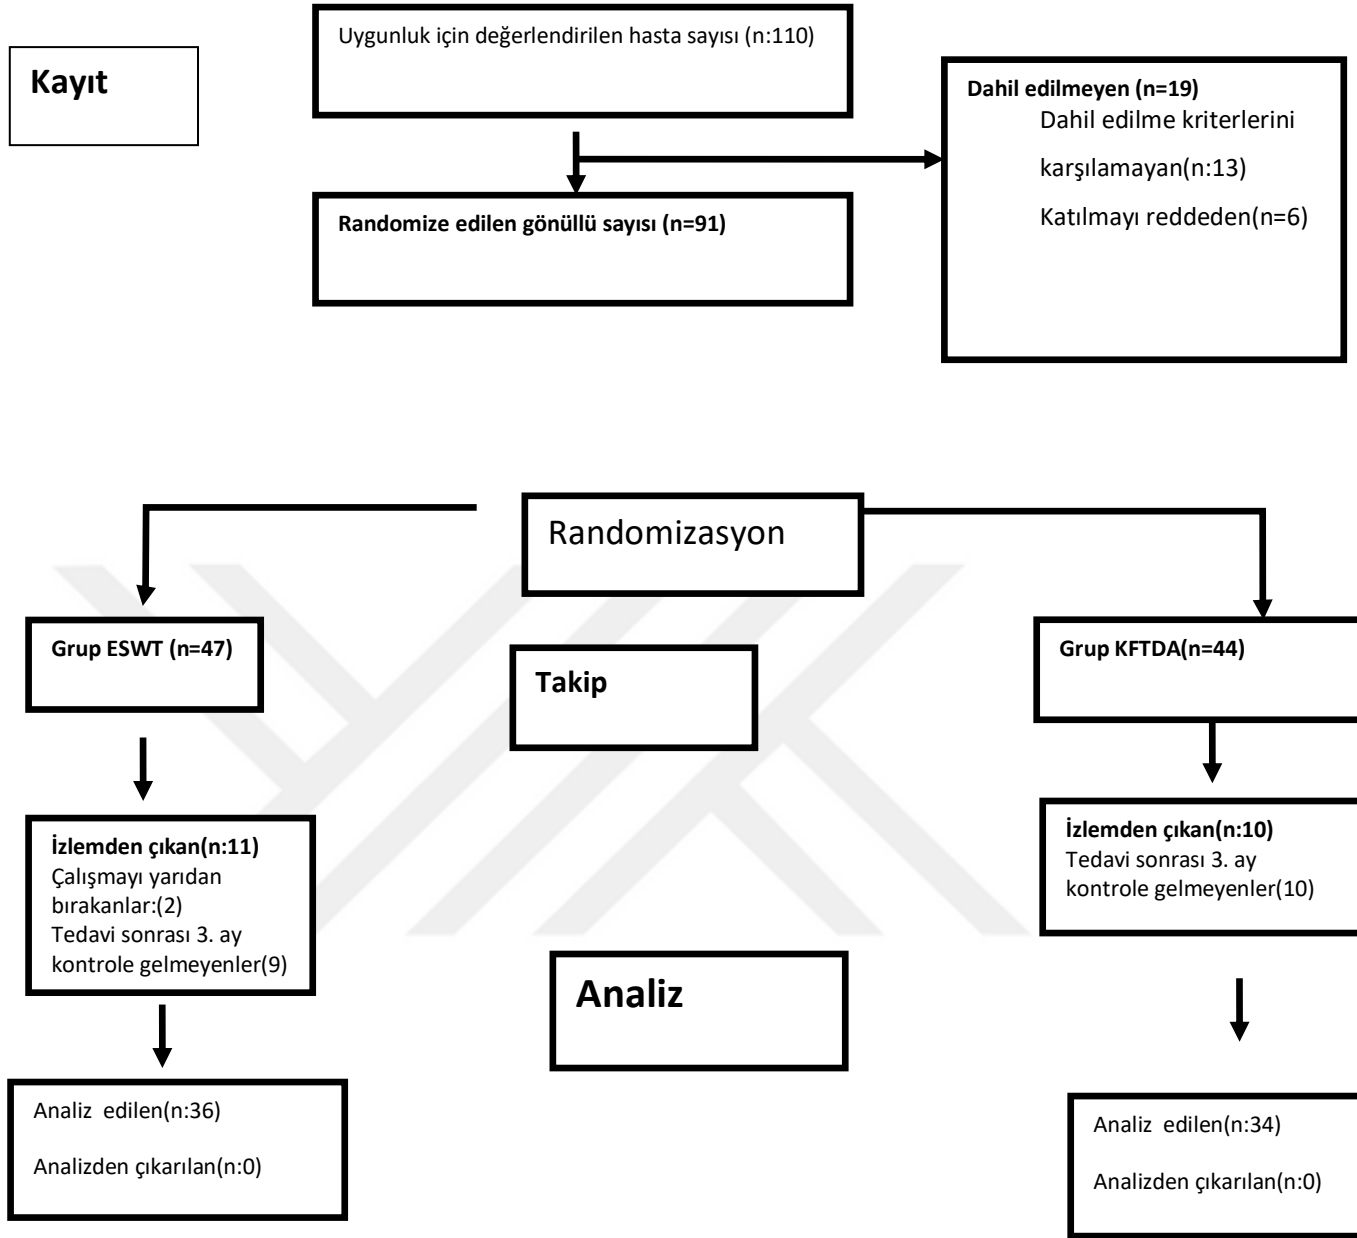 Uygunluk için değerlendirilen hasta sayısı (n:110)
Kayıt
Dahil edilmeyen (n=19)
Dahil edilme kriterlerini
karşılamayan(n:13)
Katılmayı reddeden(n=6)
Randomize edilen gönüllü sayısı (n=91)
Randomizasyon
Grup ESWT (n=47)
Grup KFTDA(n=44)
Takip
İzlemden çıkan(n:11)
Çalışmayı yarıdan
bırakanlar:(2)
Tedavi sonrası 3. ay
kontrole gelmeyenler(9)
İzlemden çıkan(n:10)
Tedavi sonrası 3. ay
kontrole gelmeyenler(10)
Analiz
Analiz  edilen(n:36)
Analizden çıkarılan(n:0)
Analiz  edilen(n:34)
Analizden çıkarılan(n:0)